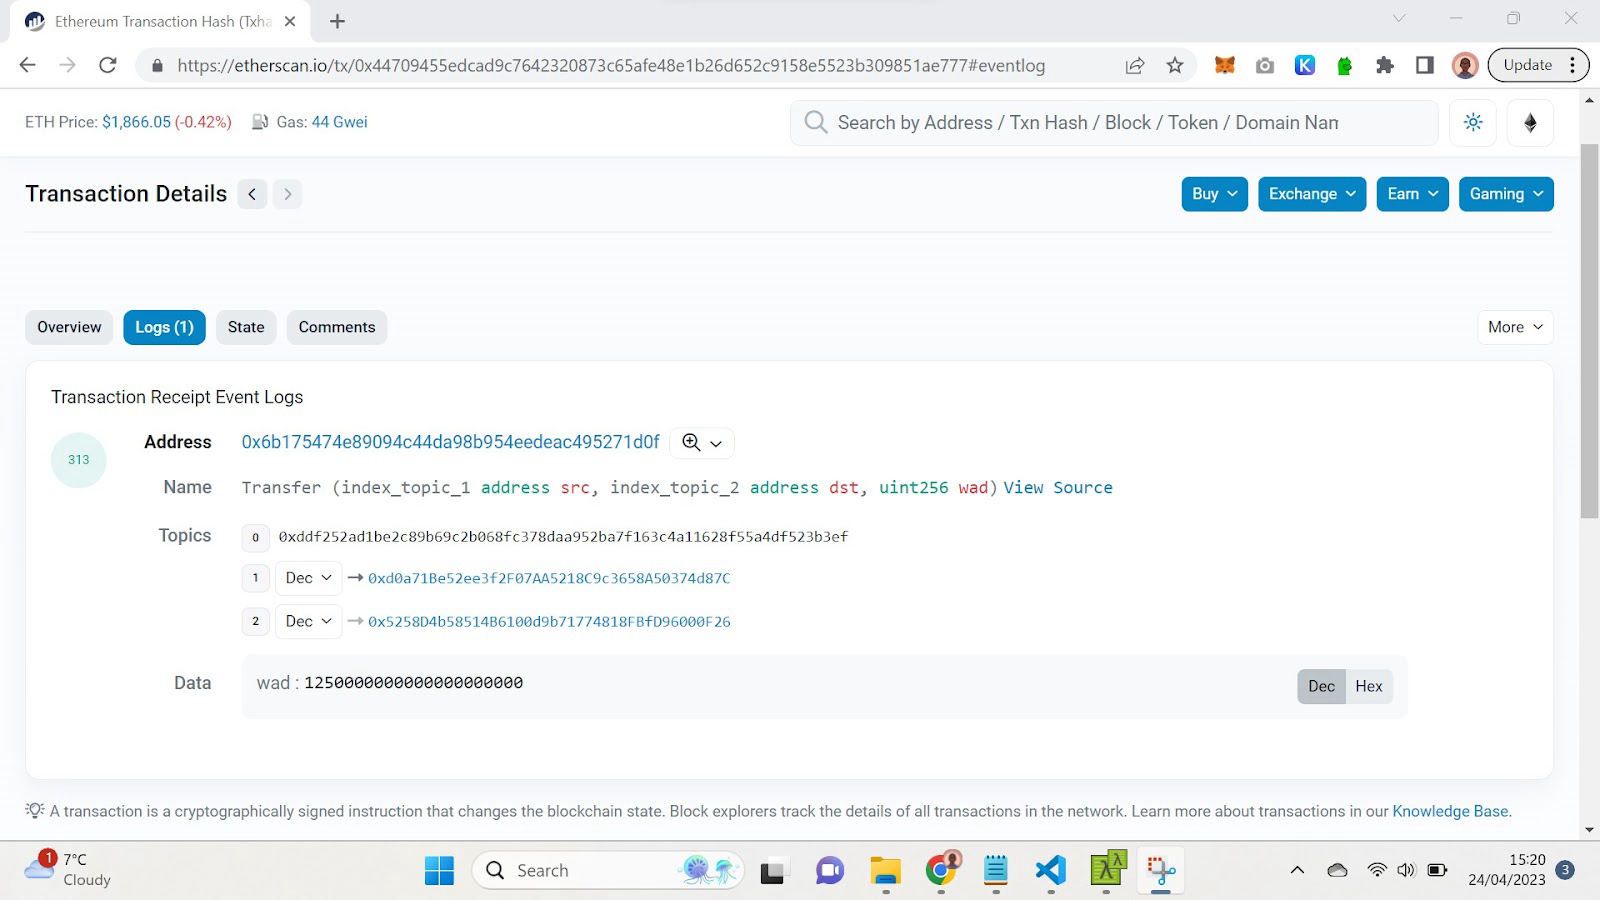 Ethereum Transaction Hash (Txha
https://etherscan.io/tx/0x44709455edcad9c7642320873c65afe48e1b26d652c9158e5523b309851ae777#eventlog
Update
ETH Price: $1,866.05 (-0.42%) Gas: 44 Gwei
Search by Address / Txn Hash / Block / Token / Domain Nam
Transaction Details
Buy Exchange Earn Gaming
Overview Logs (1) State Comments More
Transaction Receipt Event Logs
313
Address 0x6b175474e89094c44da98b954eedeac495271d0f
Name Transfer (index_topic_1 address src, index_topic_2 address dst, uint256 wad) View Source
Topics 0 0xddf252ad1be2c89b69c2b068fc378daa952ba7f163c4a11628f55a4df523b3ef
1 Dec → 0xd0a71Be52ee3f2F07AA5218C9c3658A50374d87C
2 Dec → 0x5258D4b58514B6100d9b71774818FBfD96000F26
Data wad : 1250000000000000000000 Dec Hex
A transaction is a cryptographically signed instruction that changes the blockchain state. Block explorers track the details of all transactions in the network. Learn more about transactions in our Knowledge Base.
1 7°C
Cloudy
Search
15:20
24/04/2023
3